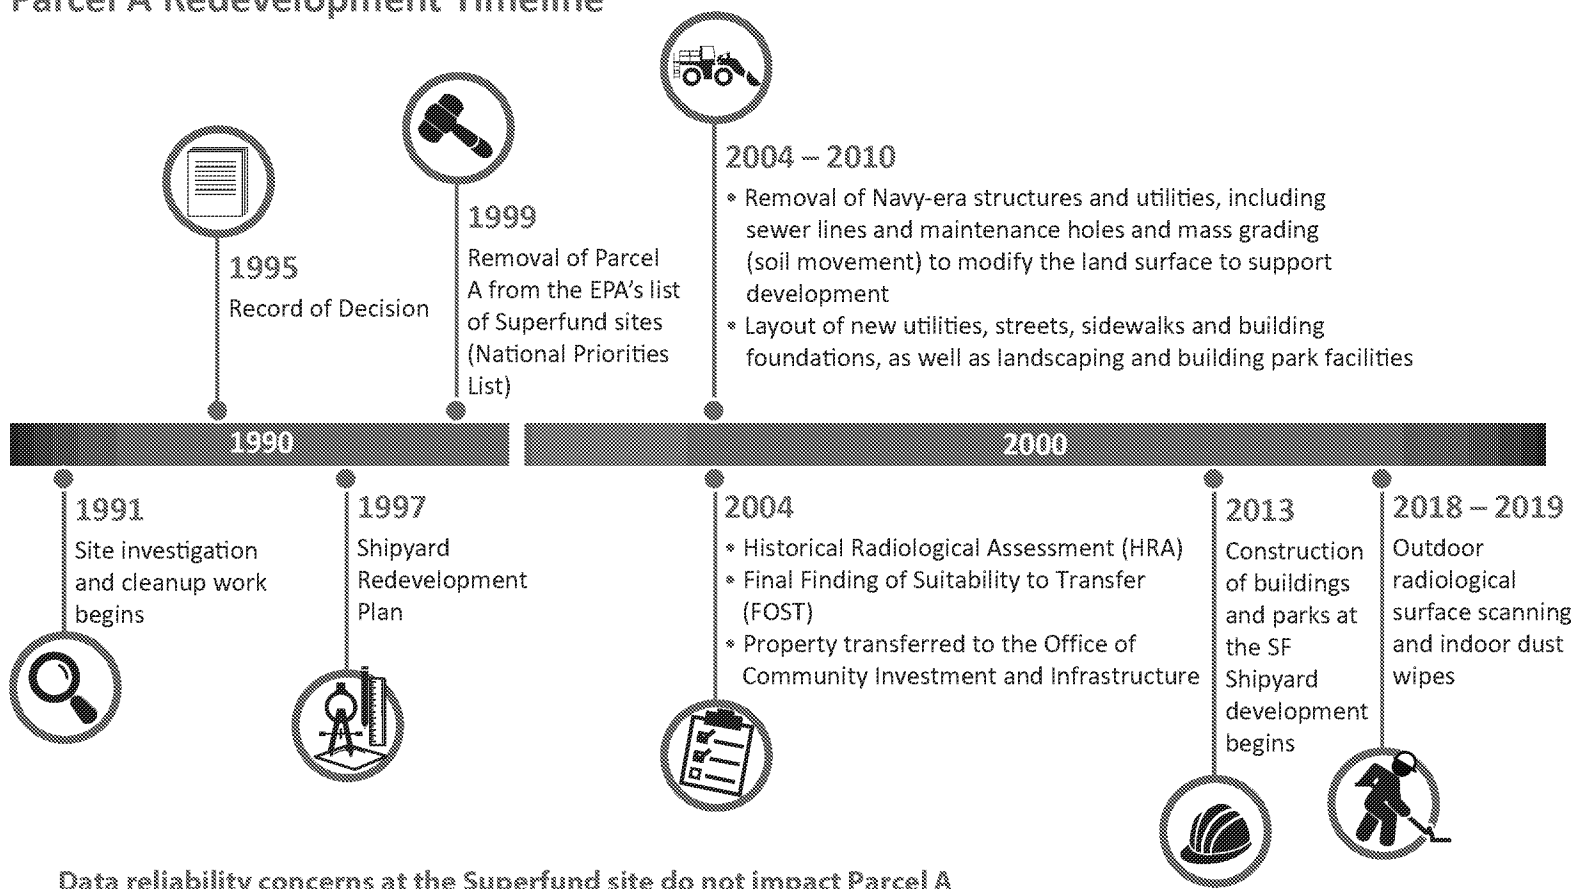 Parcel A Redevelopment Timeline
1995
Record of Decision
1999
Removal of Parcel
A from the EPA's list
of Superfund sites
(National Priorities
List)
2004 – 2010
• Removal of Navy-era structures and utilities, including
sewer lines and maintenance holes and mass grading
(soil movement) to modify the land surface to support
development
• Layout of new utilities, streets, sidewalks and building
foundations, as well as landscaping and building park facilities
1990
2000
1991
Site investigation
and cleanup work
begins
1997
Shipyard
Redevelopment
Plan
2004
• Historical Radiological Assessment (HRA)
• Final Finding of Suitability to Transfer
(FOST)
• Property transferred to the Office of
Community Investment and Infrastructure
2013
Construction
of buildings
and parks at
the SF
Shipyard
development
begins
2018 – 2019
Outdoor
radiological
surface scanning
and indoor dust
wipes
Data reliability concerns at the Superfund site do not impact Parcel A